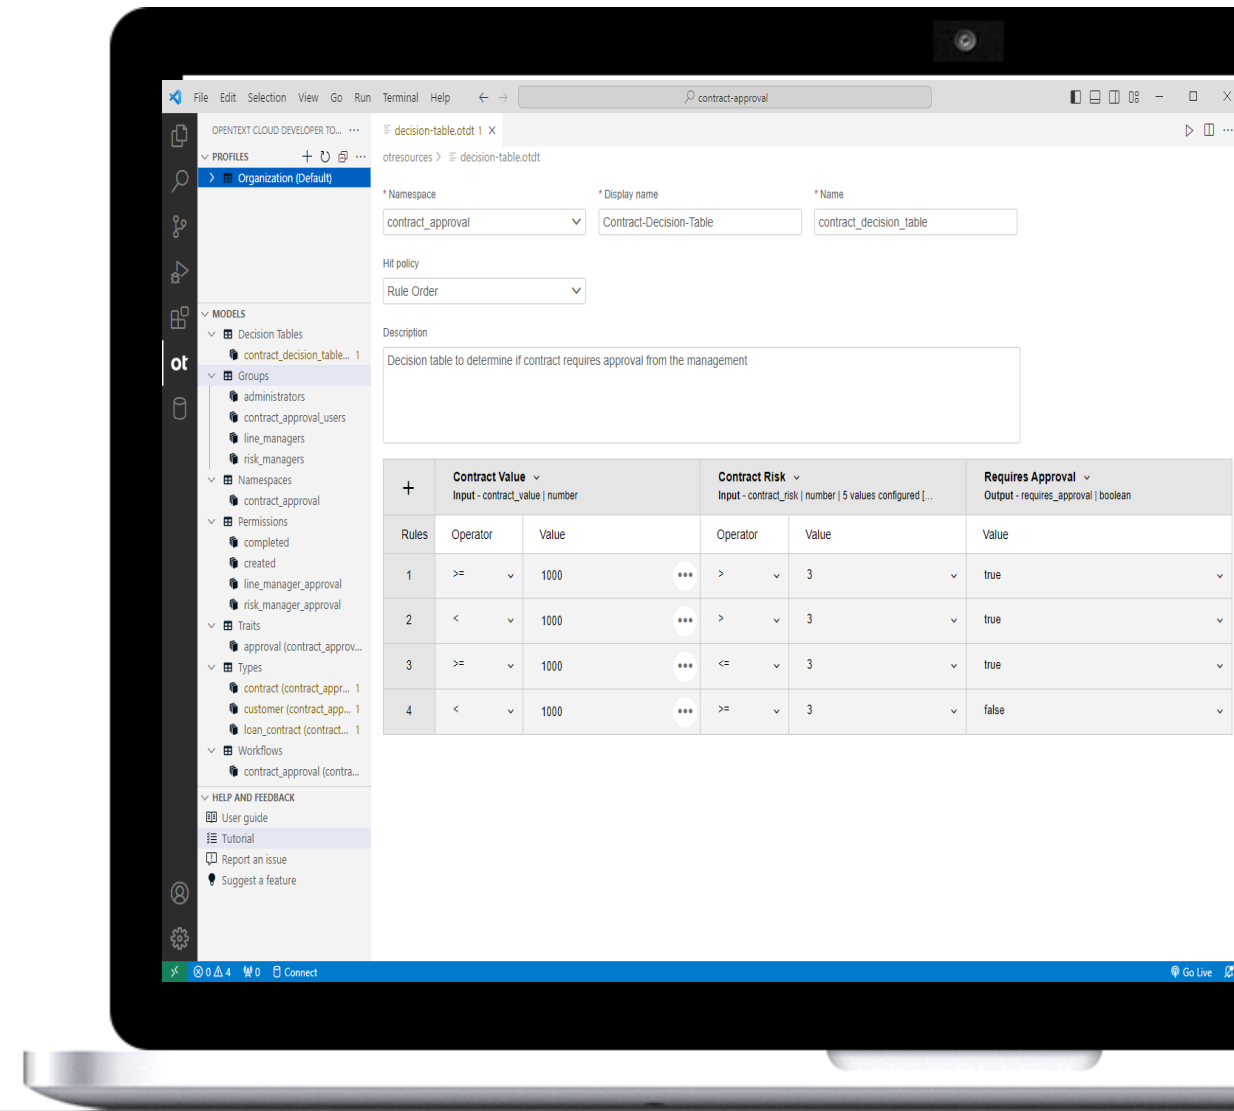 File Edit Selection View Go Run Terminal Help contract-approval
OPENTEXT CLOUD DEVELOPER TO... ···
decision-table.otdt 1
PROFILES
otresources > decision-table.otdt
Organization (Default)
* Namespace * Display name * Name
contract_approval Contract-Decision-Table contract_decision_table
Hit policy
Rule Order
Description
Decision table to determine if contract requires approval from the management
MODELS
Decision Tables
contract_decision_table... 1
Groups
administrators
contract_approval_users
line_managers
risk_managers
Namespaces
contract_approval
Permissions
completed
created
line_manager_approval
risk_manager_approval
Traits
approval (contract_approv...
Types
contract (contract_appr... 1
customer (contract_app... 1
loan_contract (contract... 1
Workflows
contract_approval (contra...
HELP AND FEEDBACK
User guide
Tutorial
Report an issue
Suggest a feature
ot
+ Contract Value Contract Risk Requires Approval
Input - contract_value | number Input - contract_risk | number | 5 values configured [... Output - requires_approval | boolean
Rules Operator Value Operator Value Value
1 >= 1000 ••• > 3 true
2 < 1000 ••• > 3 true
3 >= 1000 ••• <= 3 true
4 < 1000 ••• >= 3 false
0 4 0 Connect Go Live